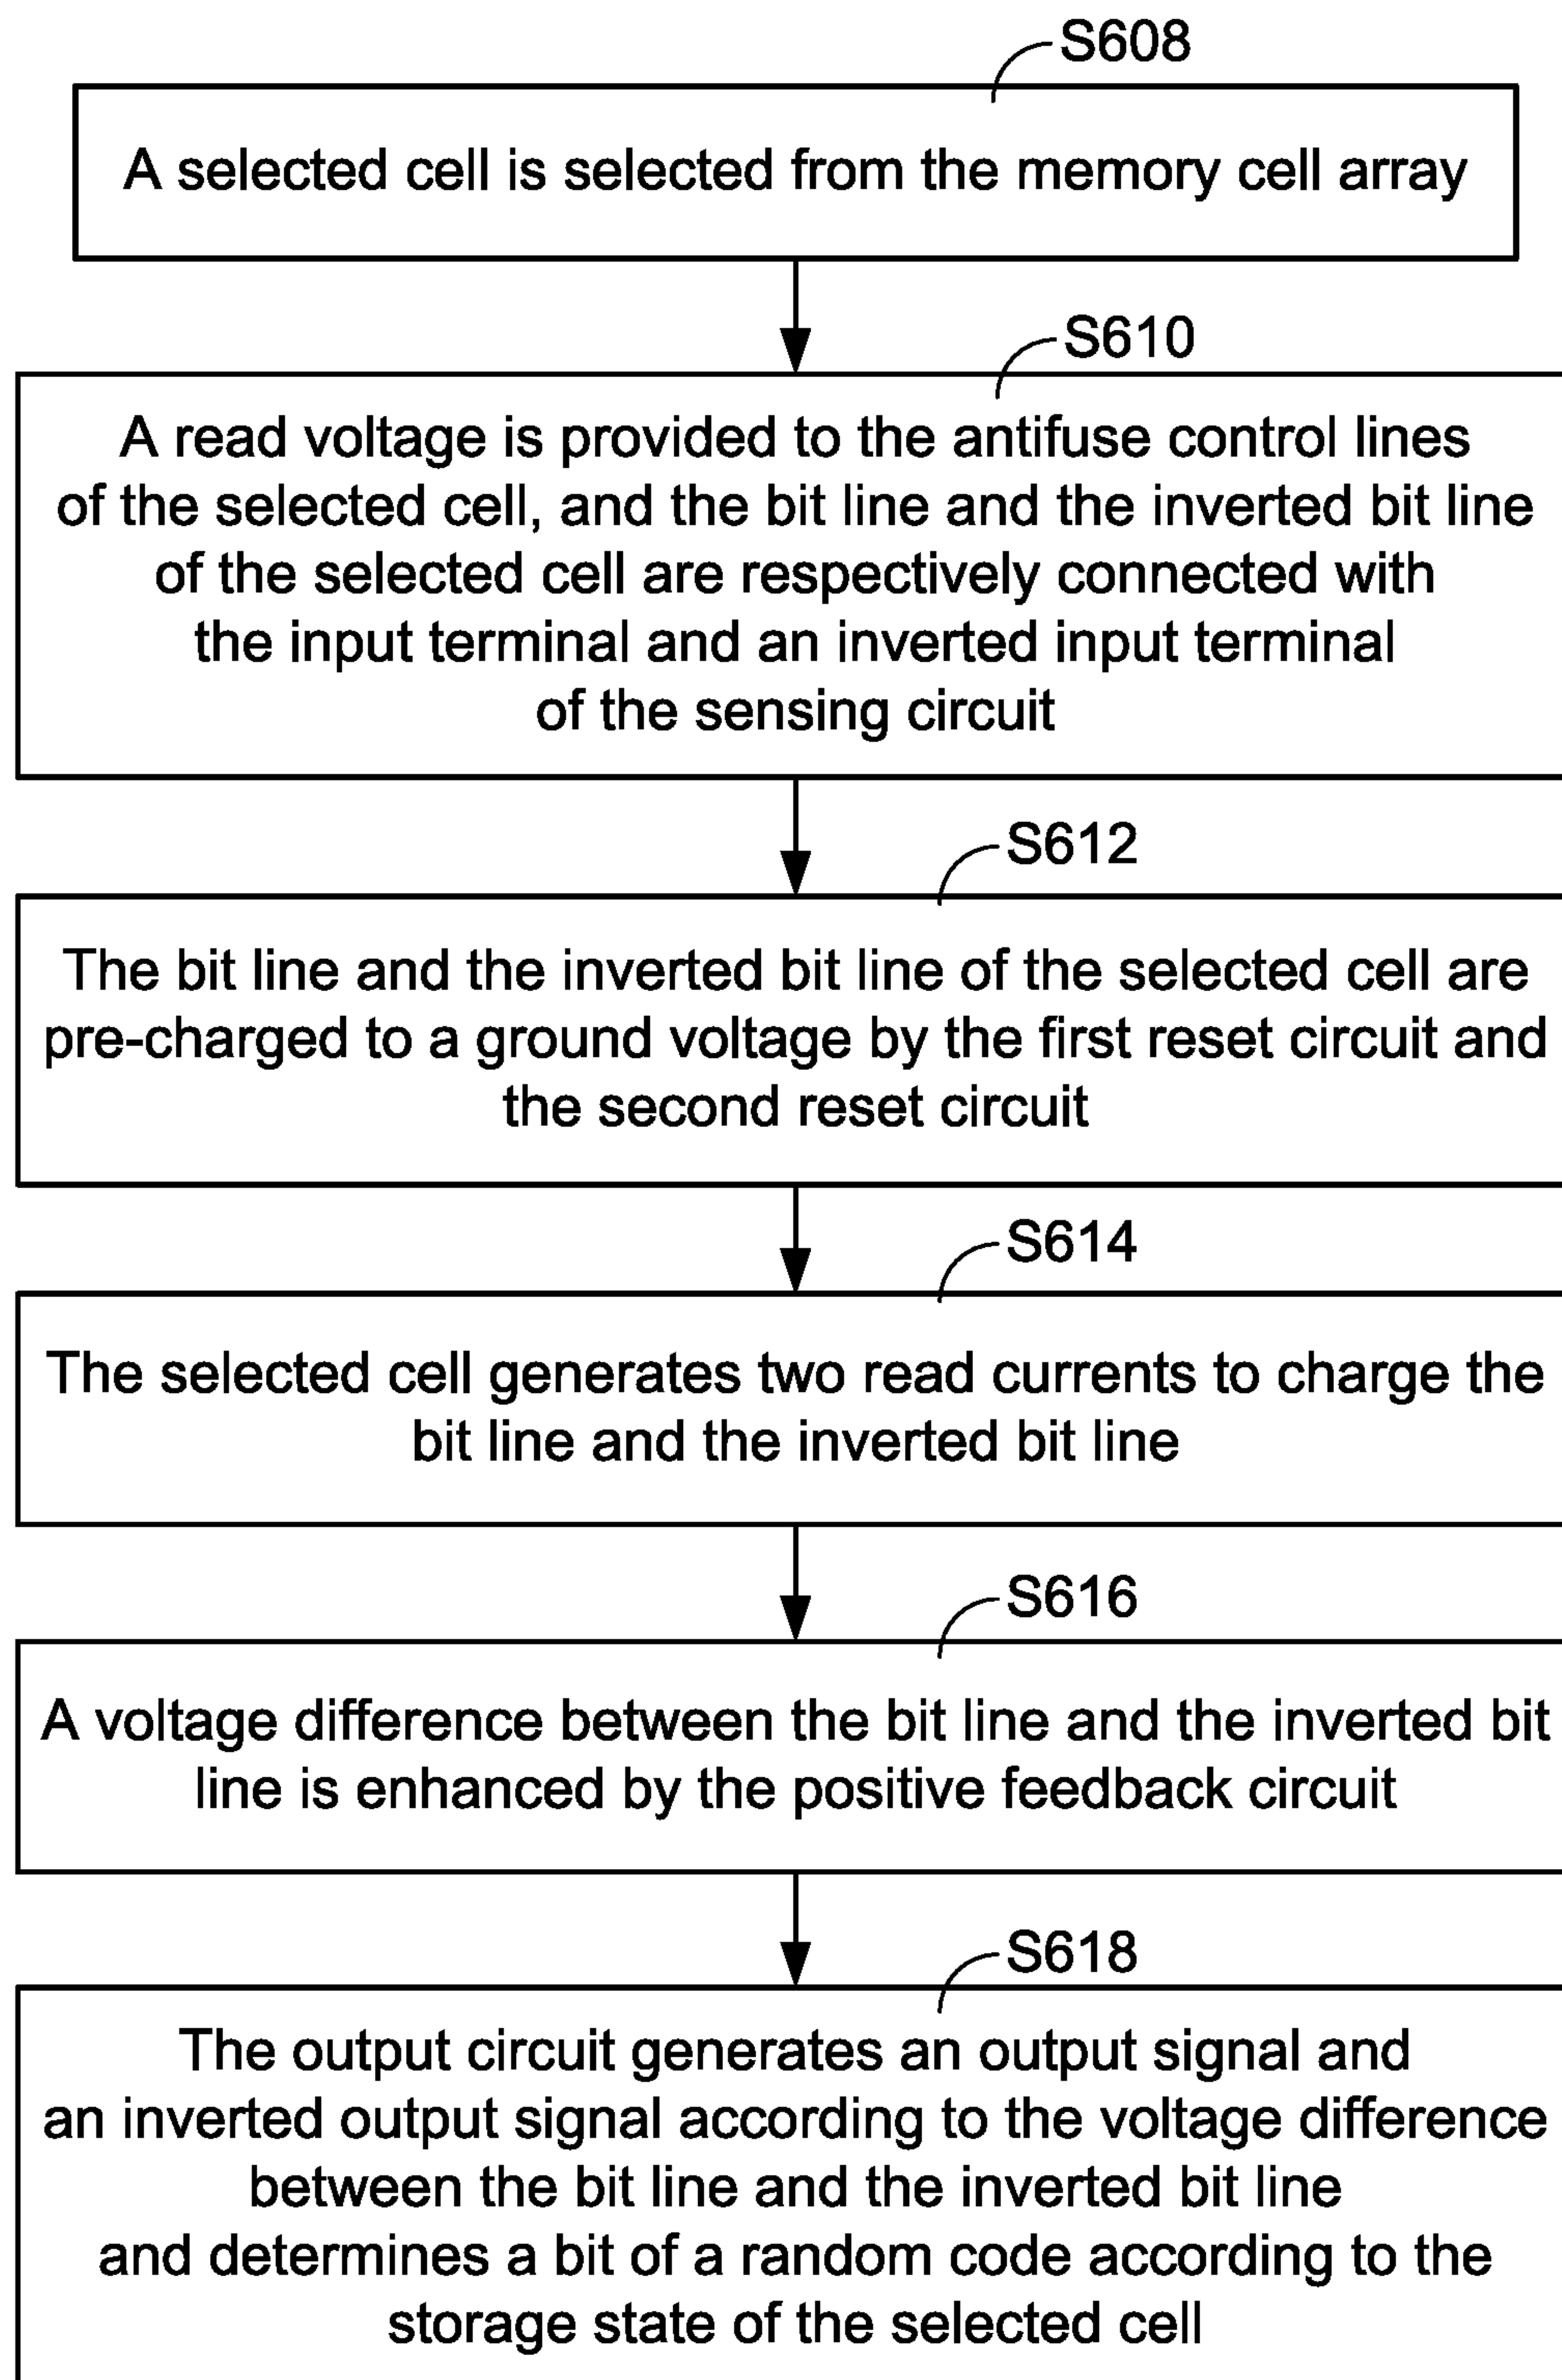 S608
A selected cell is selected from the memory cell array
S610
A read voltage is provided to the antifuse control lines
of the selected cell, and the bit line and the inverted bit line
of the selected cell are respectively connected with
the input terminal and an inverted input terminal
of the sensing circuit
S612
The bit line and the inverted bit line of the selected cell are
pre-charged to a ground voltage by the first reset circuit and
the second reset circuit
S614
The selected cell generates two read currents to charge the
bit line and the inverted bit line
S616
A voltage difference between the bit line and the inverted bit
line is enhanced by the positive feedback circuit
S618
The output circuit generates an output signal and
an inverted output signal according to the voltage difference
between the bit line and the inverted bit line
and determines a bit of a random code according to the
storage state of the selected cell